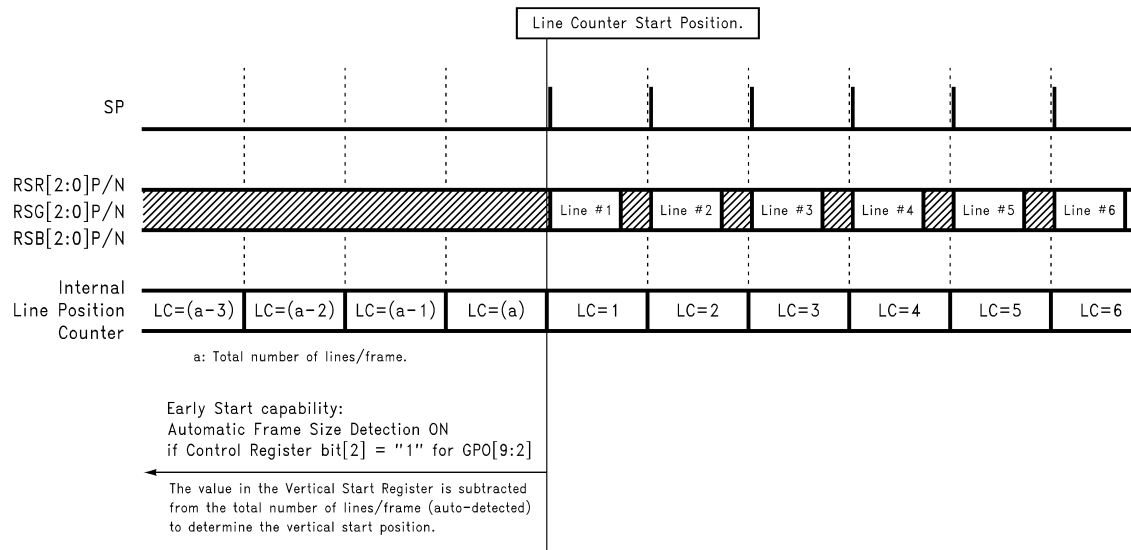 Line Counter Start Position.
SP
RSR[2:0]P/N
RSG[2:0]P/N
RSB[2:0]P/N
Line #1
Line #2
Line #3
Line #4
Line #5
Line #6
Internal
Line Position
Counter
LC=(a-3)
LC=(a-2)
LC=(a-1)
LC=(a)
LC=1
LC=2
LC=3
LC=4
LC=5
LC=6
a: Total number of lines/frame.
Early Start capability:
Automatic Frame Size Detection ON
if Control Register bit[2] = "1" for GPO[9:2]
The value in the Vertical Start Register is subtracted
from the total number of lines/frame (auto-detected)
to determine the vertical start position.